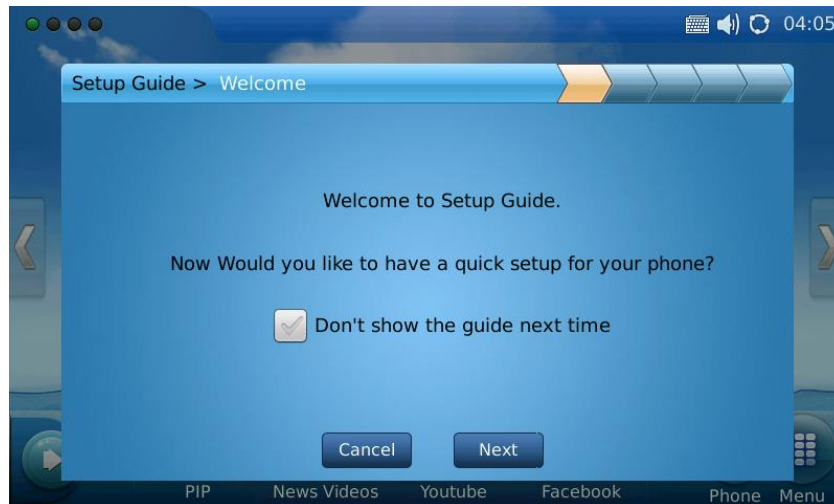 04:05
Setup Guide > Welcome
Welcome to Setup Guide.
Now Would you like to have a quick setup for your phone?
Don't show the guide next time
Cancel Next
PIP News Videos Youtube Facebook Phone Menu